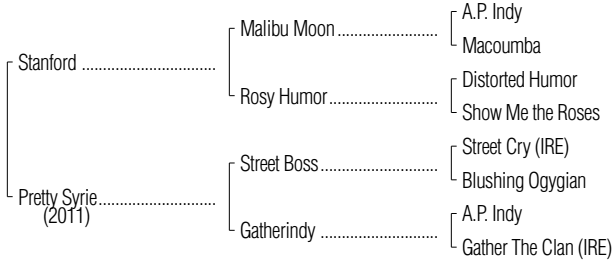 A.P. Indy
Malibu Moon
Macoumba
Stanford
Distorted Humor
Rosy Humor
Show Me the Roses
Street Cry (IRE)
Street Boss
Blushing Ogygian
Pretty Syrie
(2011)
A.P. Indy
Gatherindy
Gather The Clan (IRE)